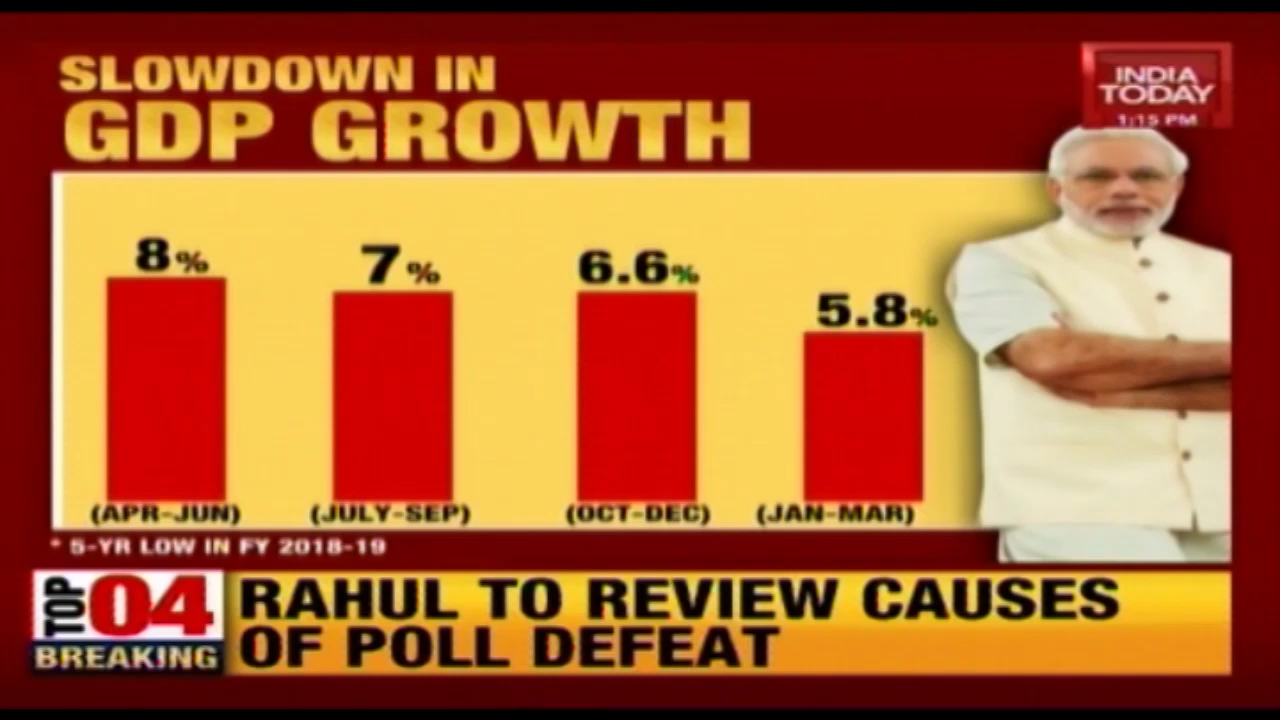 SLOWDOWN IN
GDP GROWTH
INDIA
TODAY
1:15 PM
8%
7%
6.6%
5.8%
(APR-JUN)
(JULY-SEP)
(OCT-DEC)
(JAN-MAR)
* 5-YR LOW IN FY 2018-19
TOP 04
BREAKING
RAHUL TO REVIEW CAUSES
OF POLL DEFEAT